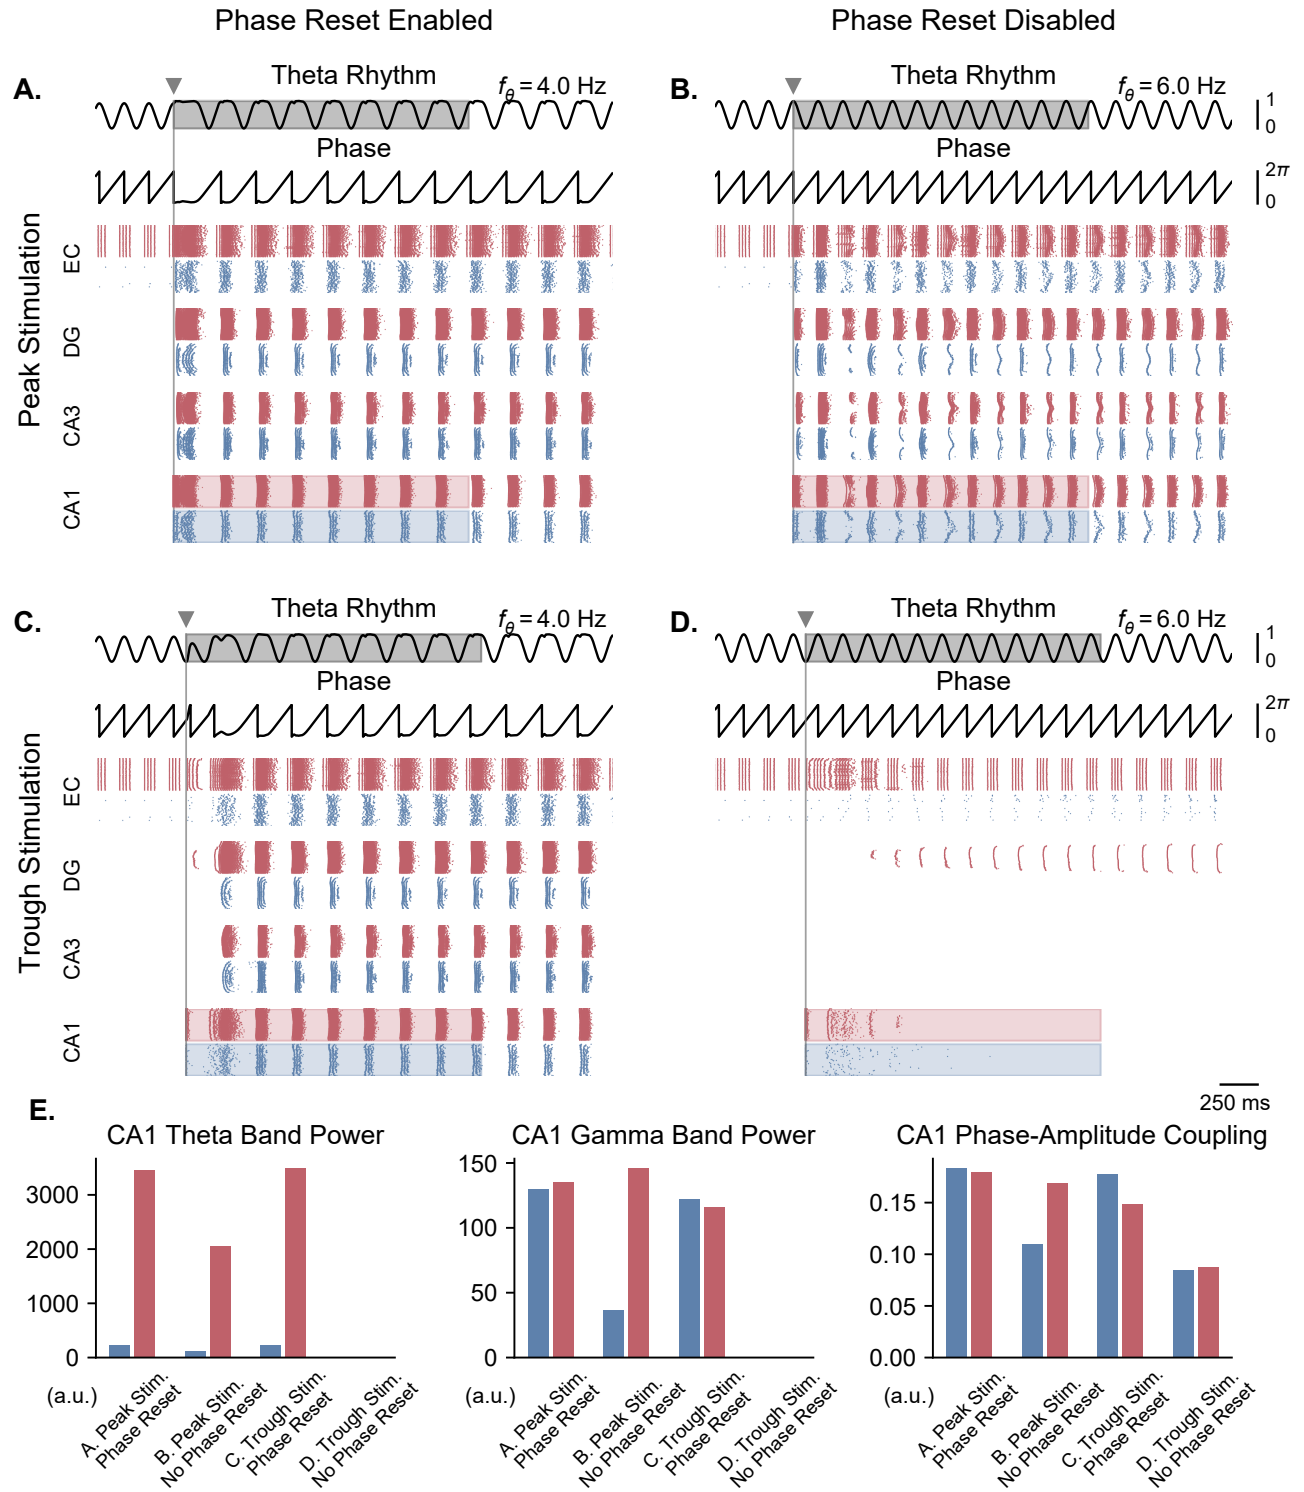 Phase Reset Enabled
Phase Reset Disabled
A.
Theta Rhythm
fθ = 4.0 Hz
B.
Theta Rhythm
fθ = 6.0 Hz
1
0
Phase
Phase
2π
0
Peak Stimulation
EC
DG
CA3
CA1
C.
Theta Rhythm
fθ = 4.0 Hz
D.
Theta Rhythm
fθ = 6.0 Hz
1
0
Phase
Phase
2π
0
Trough Stimulation
EC
DG
CA3
CA1
250 ms
E.
CA1 Theta Band Power
3000
2000
1000
0
(a.u.)
A. Peak Stim.
Phase Reset
B. Peak Stim.
No Phase Reset
C. Trough Stim.
Phase Reset
D. Trough Stim.
No Phase Reset
CA1 Gamma Band Power
150
100
50
0
(a.u.)
A. Peak Stim.
Phase Reset
B. Peak Stim.
No Phase Reset
C. Trough Stim.
Phase Reset
D. Trough Stim.
No Phase Reset
CA1 Phase-Amplitude Coupling
0.15
0.10
0.05
0.00
(a.u.)
A. Peak Stim.
Phase Reset
B. Peak Stim.
No Phase Reset
C. Trough Stim.
Phase Reset
D. Trough Stim.
No Phase Reset